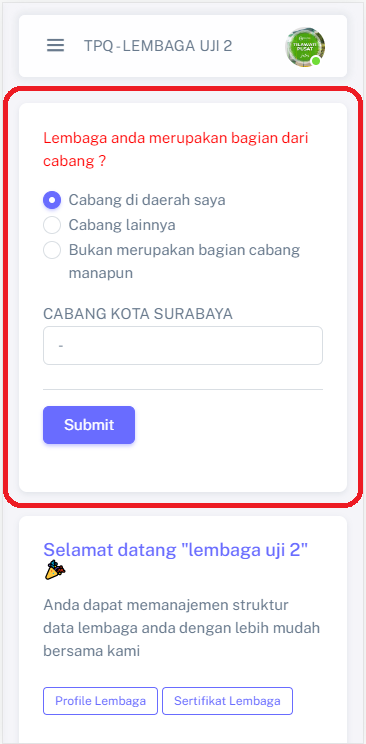 TPQ - LEMBAGA UJI 2
TILAWATI
PUSAT
Lembaga anda merupakan bagian dari
cabang ?
Cabang di daerah saya
Cabang lainnya
Bukan merupakan bagian cabang
manapun
CABANG KOTA SURABAYA
-
Submit
Selamat datang "lembaga uji 2"
Anda dapat memanajemen struktur
data lembaga anda dengan lebih mudah
bersama kami
Profile Lembaga Sertifikat Lembaga